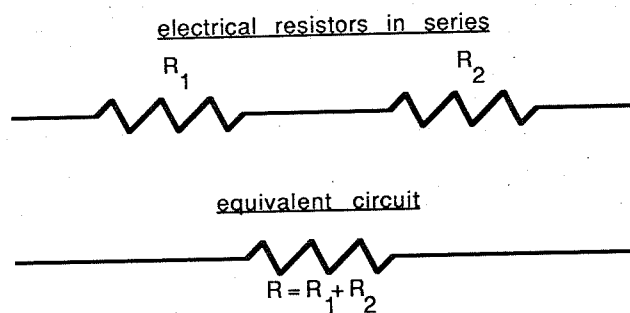 electrical resistors in series
R1 R2
equivalent circuit
R = R1 + R2